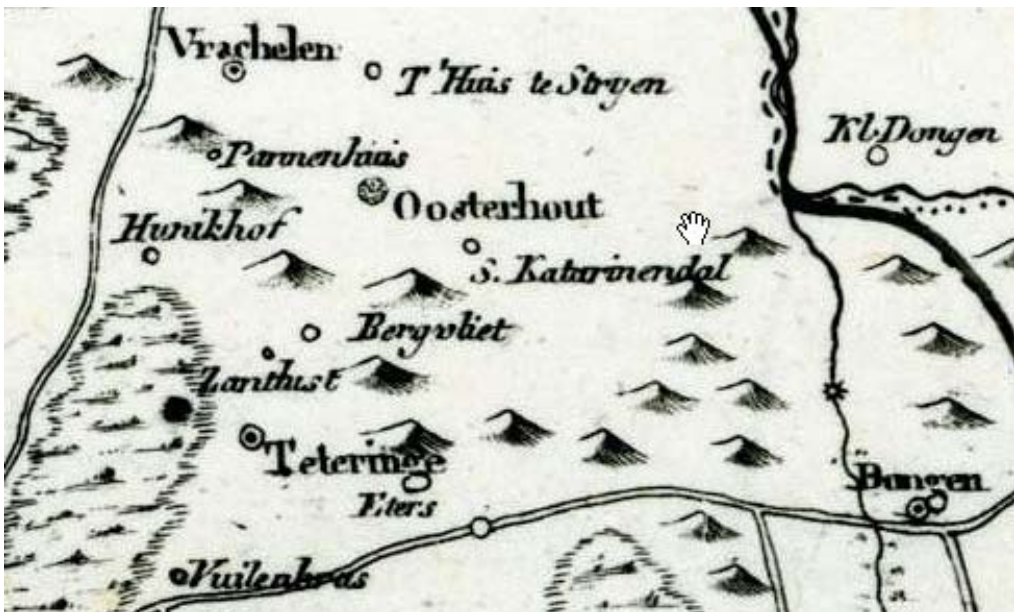 Vrachelen
T'Huis te Stryen
Kl. Dongen
Pannenhuis
Oosterhout
Hunikhof
S. Katarinendal
Bergvliet
Zanthust
Teteringe
Eters
Dongen
Vuilenbras